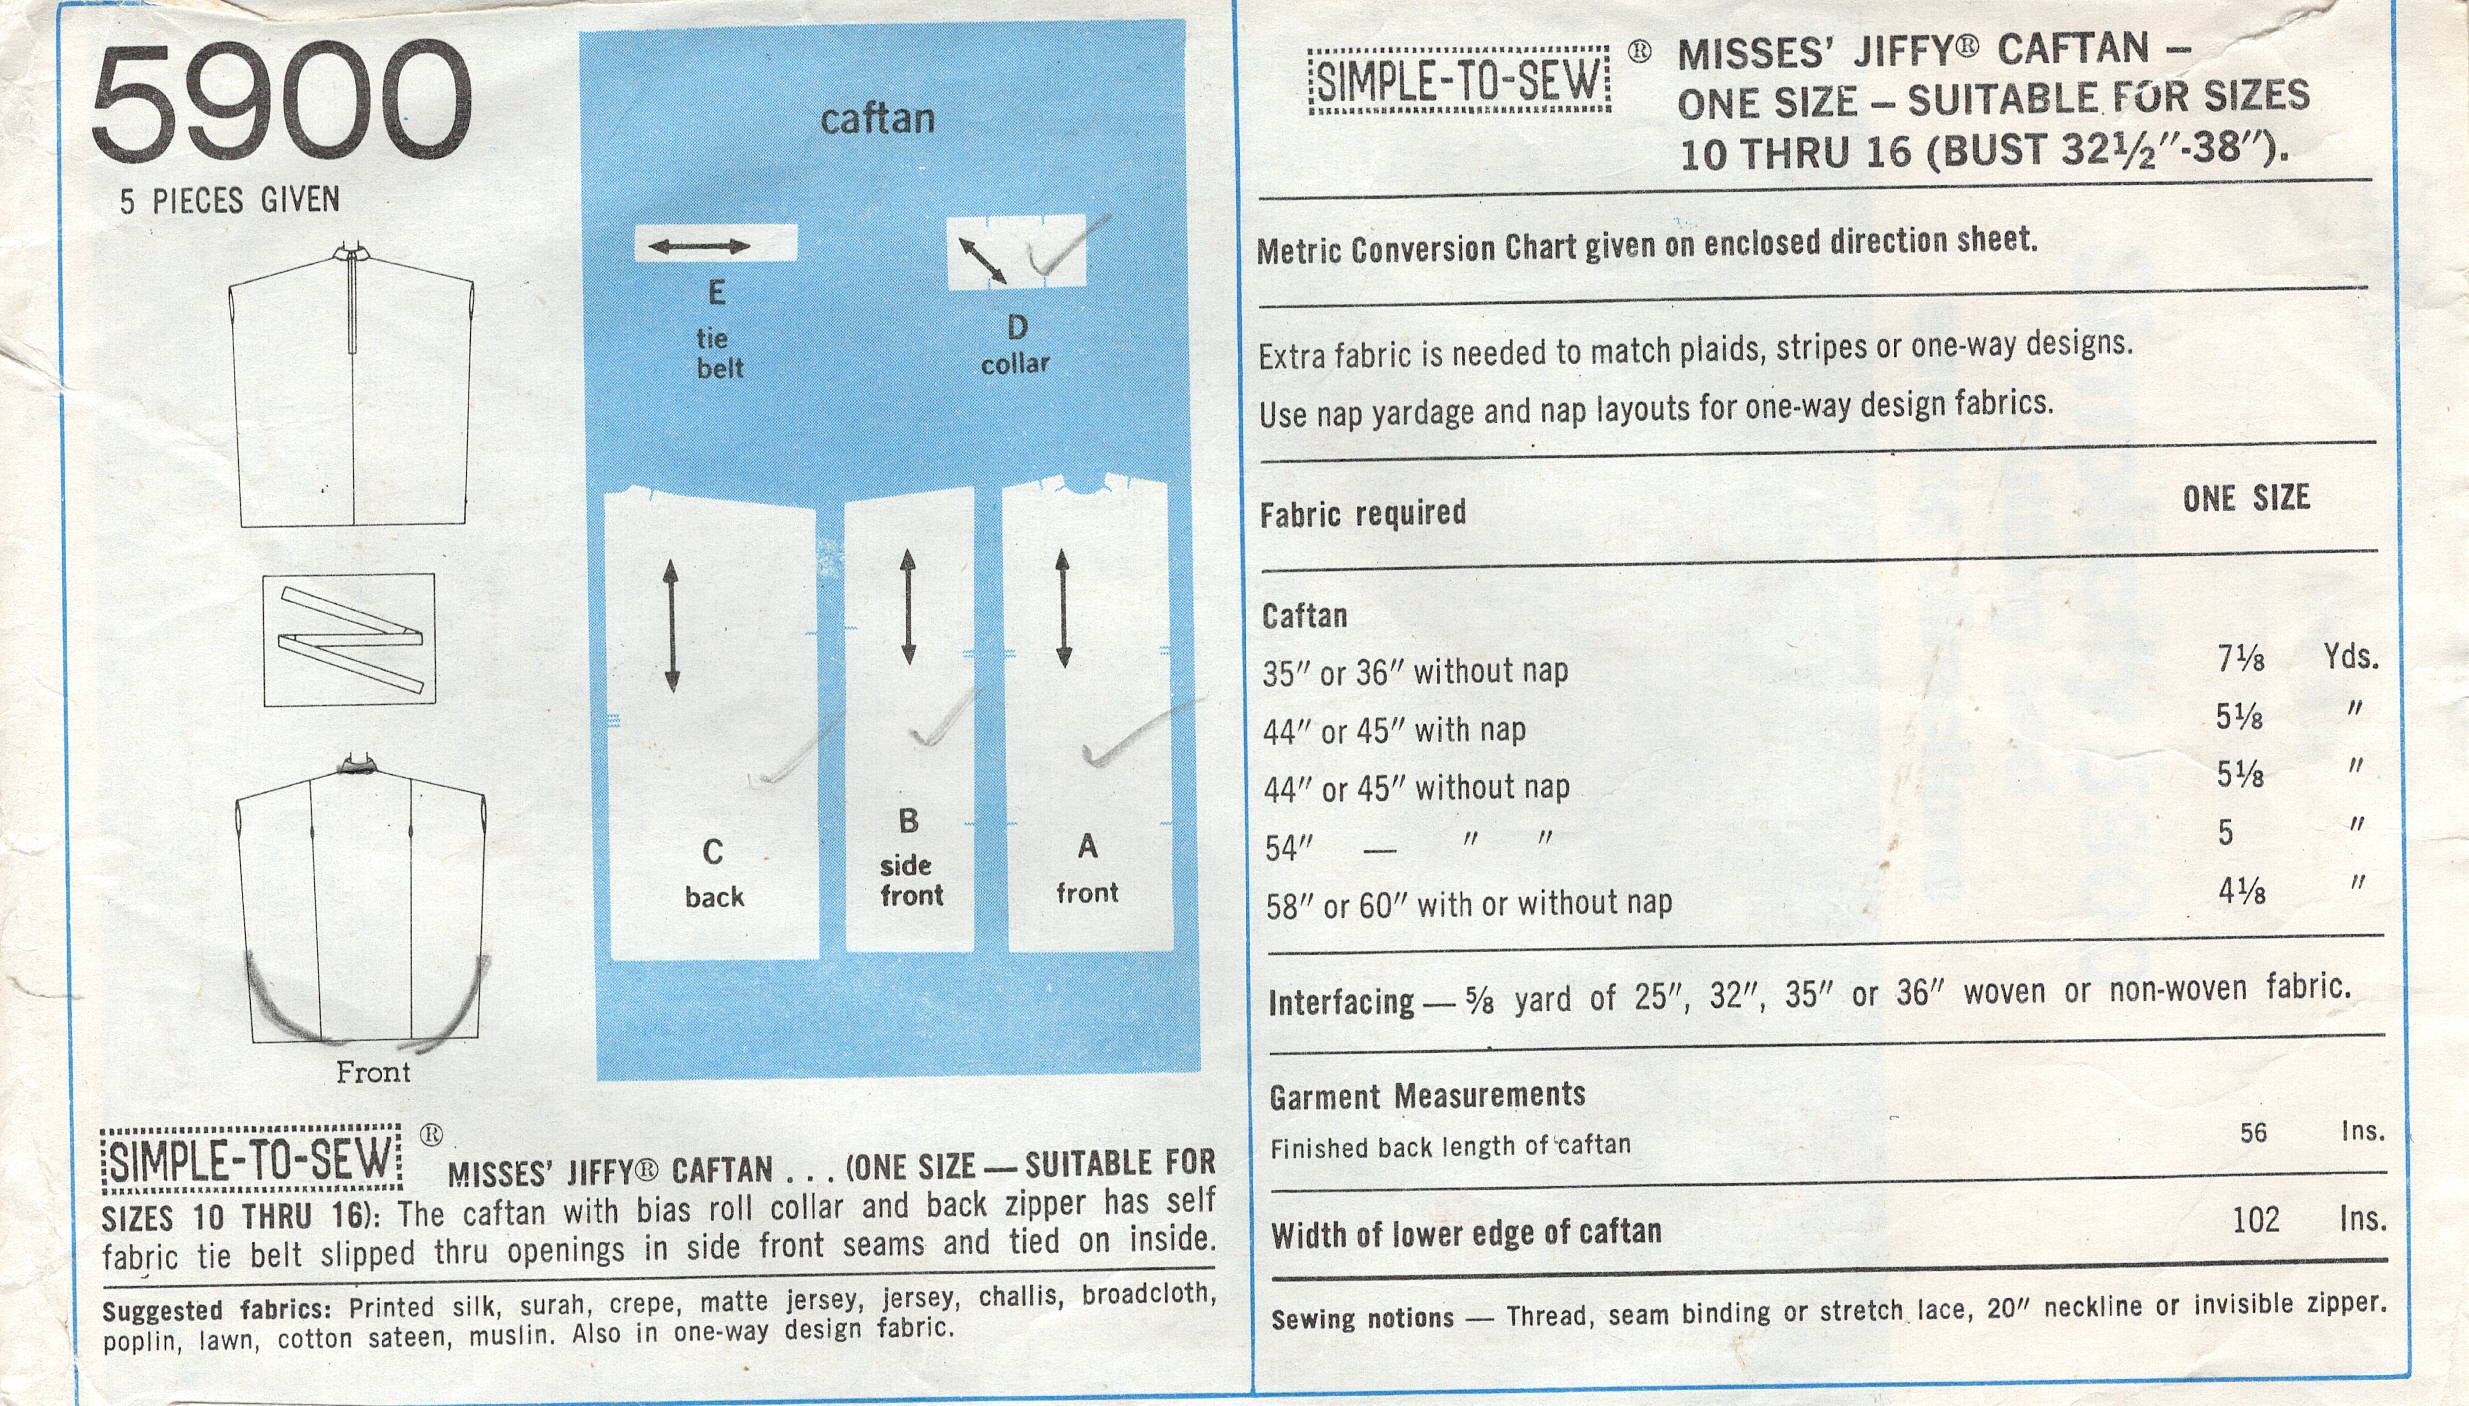 5900
5 PIECES GIVEN
caftan
E
tie
belt
D
collar
C
back
B
side
front
A
front
Front
SIMPLE-TO-SEW ® MISSES' JIFFY® CAFTAN . . . (ONE SIZE — SUITABLE FOR
SIZES 10 THRU 16): The caftan with bias roll collar and back zipper has self
fabric tie belt slipped thru openings in side front seams and tied on inside.
Suggested fabrics: Printed silk, surah, crepe, matte jersey, jersey, challis, broadcloth,
poplin, lawn, cotton sateen, muslin. Also in one-way design fabric.
SIMPLE-TO-SEW ® MISSES' JIFFY® CAFTAN –
ONE SIZE – SUITABLE FOR SIZES
10 THRU 16 (BUST 32½"-38").
Metric Conversion Chart given on enclosed direction sheet.
Extra fabric is needed to match plaids, stripes or one-way designs.
Use nap yardage and nap layouts for one-way design fabrics.
Fabric required ONE SIZE
Caftan
35" or 36" without nap 7⅛ Yds.
44" or 45" with nap 5⅛ "
44" or 45" without nap 5⅛ "
54" — " " 5 "
58" or 60" with or without nap 4⅛ "
Interfacing — ⅝ yard of 25", 32", 35" or 36" woven or non-woven fabric.
Garment Measurements
Finished back length of caftan 56 Ins.
Width of lower edge of caftan 102 Ins.
Sewing notions — Thread, seam binding or stretch lace, 20" neckline or invisible zipper.